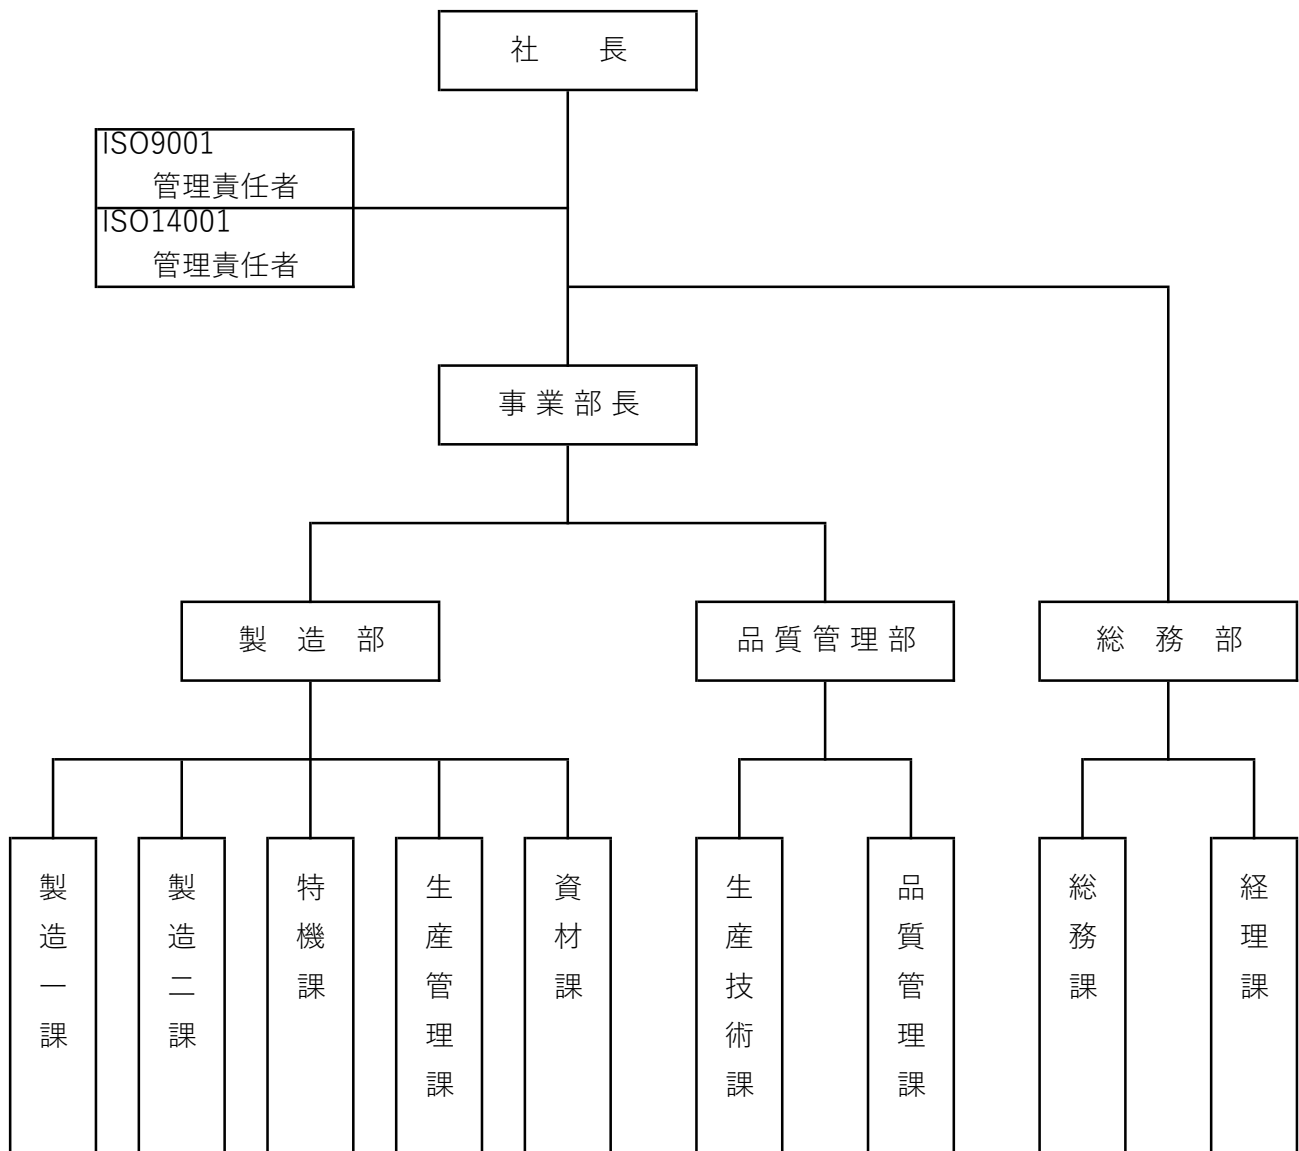 社　長
ISO9001
管理責任者
ISO14001
管理責任者
事業部長
製　造　部
品質管理部
総　務　部
製造一課
製造二課
特機課
生産管理課
資材課
生産技術課
品質管理課
総務課
経理課